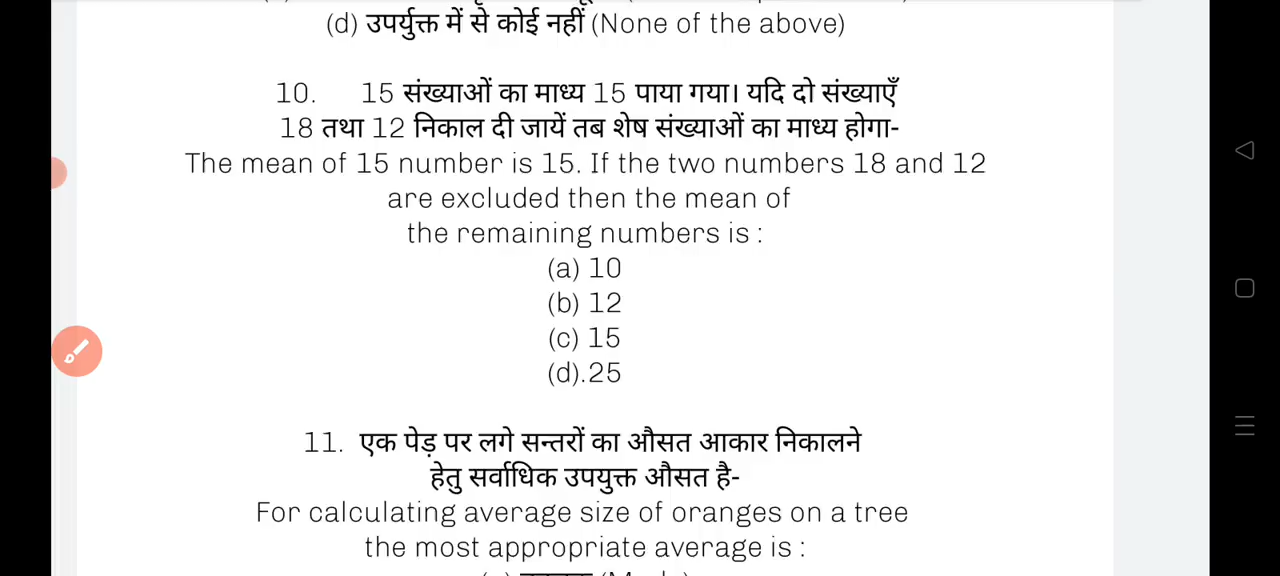 (d) उपर्युक्त में से कोई नहीं (None of the above)
10. 15 संख्याओं का माध्य 15 पाया गया। यदि दो संख्याएँ
18 तथा 12 निकाल दी जायें तब शेष संख्याओं का माध्य होगा-
The mean of 15 number is 15. If the two numbers 18 and 12
are excluded then the mean of
the remaining numbers is :
(a) 10
(b) 12
(c) 15
(d).25
11. एक पेड़ पर लगे सन्तरों का औसत आकार निकालने
हेतु सर्वाधिक उपयुक्त औसत है-
For calculating average size of oranges on a tree
the most appropriate average is :